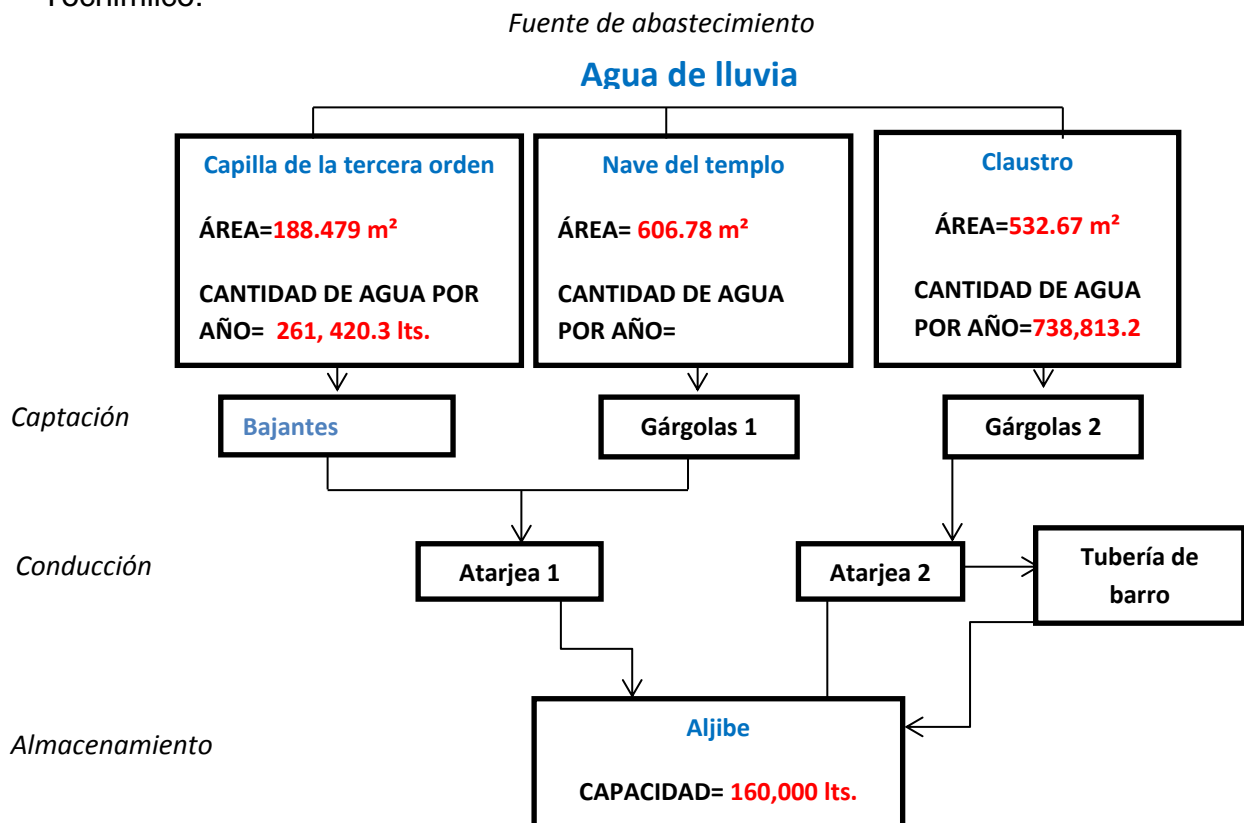 Fuente de abastecimiento
Agua de lluvia
Capilla de la tercera orden
ÁREA=188.479 m²
CANTIDAD DE AGUA POR
AÑO= 261, 420.3 lts.
Nave del templo
ÁREA= 606.78 m²
CANTIDAD DE AGUA
POR AÑO=
Claustro
ÁREA=532.67 m²
CANTIDAD DE AGUA
POR AÑO=738,813.2
Captación
Bajantes
Gárgolas 1
Gárgolas 2
Conducción
Atarjea 1
Atarjea 2
Tubería de
barro
Almacenamiento
Aljibe
CAPACIDAD= 160,000 lts.